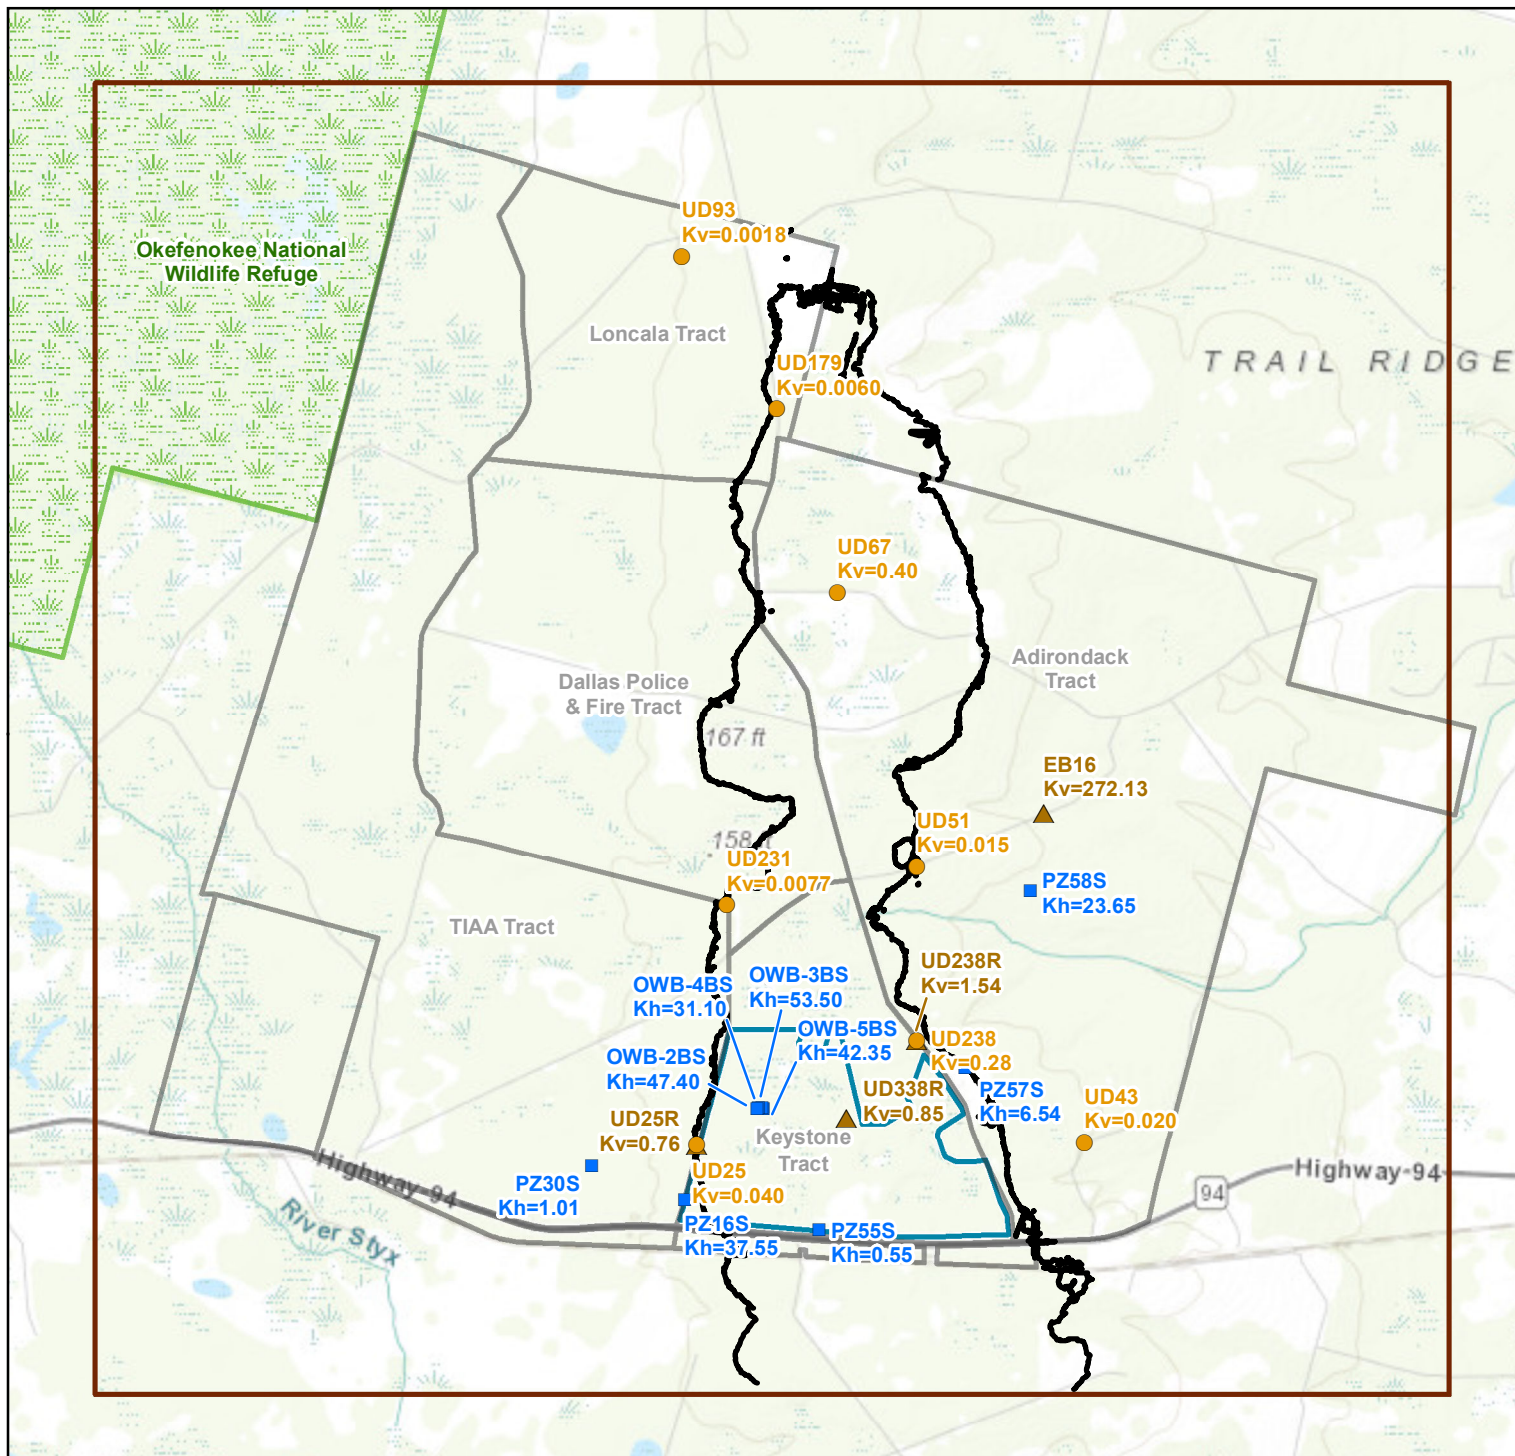 UD93
Kv=0.0018
Okefenokee National
Wildlife Refuge
Loncala Tract
TRAIL RIDGE
UD179
Kv=0.0060
UD67
Kv=0.40
Adirondack
Tract
Dallas Police
& Fire Tract
167 ft
EB16
Kv=272.13
UD51
Kv=0.015
158 ft
UD231
Kv=0.0077
PZ58S
Kh=23.65
TIAA Tract
OWB-4BS
Kh=31.10
OWB-3BS
Kh=53.50
UD238R
Kv=1.54
OWB-5BS
Kh=42.35
UD238
Kv=0.28
OWB-2BS
Kh=47.40
UD338R
Kv=0.85
PZ57S
Kh=6.54
UD43
Kv=0.020
UD25R
Kv=0.76
Keystone
Tract
Highway-94
Highway-94
94
PZ30S
Kh=1.01
UD25
Kv=0.040
River Styx
PZ16S
Kh=37.55
PZ55S
Kh=0.55